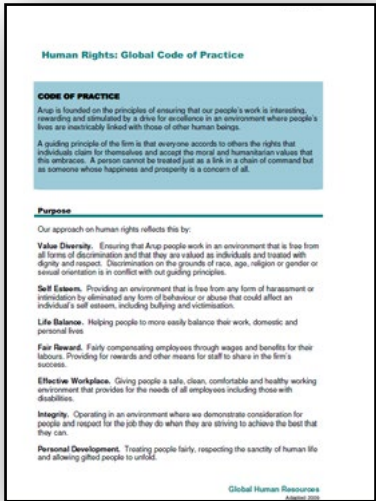 Human Rights: Global Code of Practice
CODE OF PRACTICE
Arup is founded on the principles of ensuring that our people's work is interesting,
rewarding and stimulated by a drive for excellence in an environment where people's
lives are inextricably linked with those of other human beings.
A guiding principle of the firm is that everyone accords to others the rights that
individuals claim for themselves and accept the moral and humanitarian values that
this embraces. A person cannot be treated just as a link in a chain of command but
as someone whose happiness and prosperity is a concern of all.
Purpose
Our approach on human rights reflects this by:
Value Diversity. Ensuring that Arup people work in an environment that is free from
all forms of discrimination and that they are valued as individuals and treated with
dignity and respect. Discrimination on the grounds of race, age, religion or gender or
sexual orientation is in conflict with out guiding principles.
Self Esteem. Providing an environment that is free from any form of harassment or
intimidation by eliminated any form of behaviour or abuse that could affect an
individual's self esteem, including bullying and victimisation.
Life Balance. Helping people to more easily balance their work, domestic and
personal lives
Fair Reward. Fairly compensating employees through wages and benefits for their
labours. Providing for rewards and other means for staff to share in the firm's
success.
Effective Workplace. Giving people a safe, clean, comfortable and healthy working
environment that provides for the needs of all employees including those with
disabilities.
Integrity. Operating in an environment where we demonstrate consideration for
people and respect for the job they do when they are striving to achieve the best that
they can.
Personal Development. Treating people fairly, respecting the sanctity of human life
and allowing gifted people to unfold.
Global Human Resources
Adapted 2009